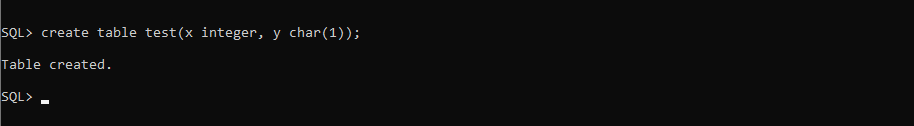 SQL> create table test(x integer, y char(1));
Table created.
SQL>